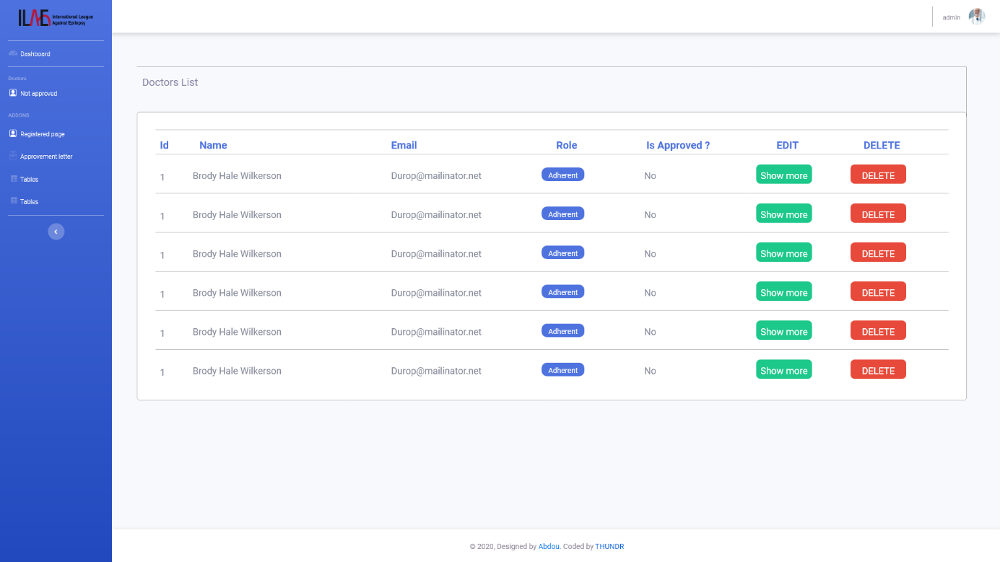 ILAE International League
Against Epilepsy
admin
Dashboard
Doctors
Not approved
ADDONS
Registered page
Approvement letter
Tables
Tables
Doctors List
Id Name Email Role Is Approved ? EDIT DELETE
1 Brody Hale Wilkerson Durop@mailinator.net Adherent No Show more DELETE
1 Brody Hale Wilkerson Durop@mailinator.net Adherent No Show more DELETE
1 Brody Hale Wilkerson Durop@mailinator.net Adherent No Show more DELETE
1 Brody Hale Wilkerson Durop@mailinator.net Adherent No Show more DELETE
1 Brody Hale Wilkerson Durop@mailinator.net Adherent No Show more DELETE
1 Brody Hale Wilkerson Durop@mailinator.net Adherent No Show more DELETE
© 2020, Designed by Abdou. Coded by THUNDR